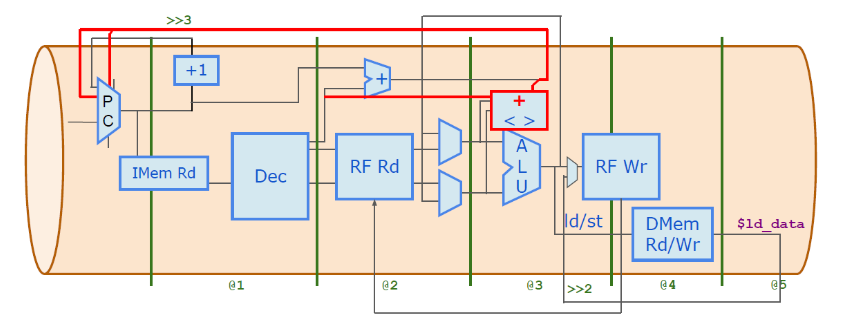 >>3
+1
+
+
< >
P
C
A
L
U
IMem Rd
Dec
RF Rd
RF Wr
ld/st
DMem
Rd/Wr
$ld_data
@1
@2
@3
>>2
@4
@5